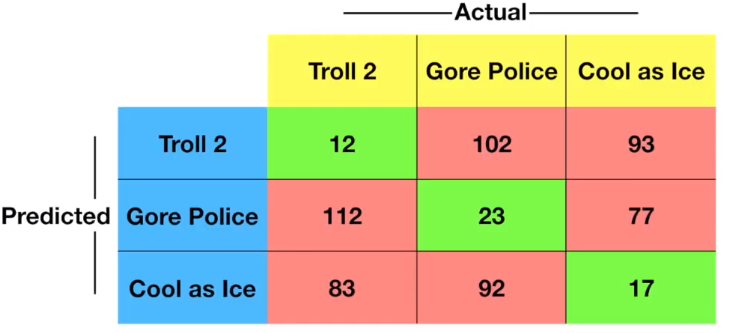 Actual
Troll 2 Gore Police Cool as Ice
Troll 2 12 102 93
Predicted Gore Police 112 23 77
Cool as Ice 83 92 17